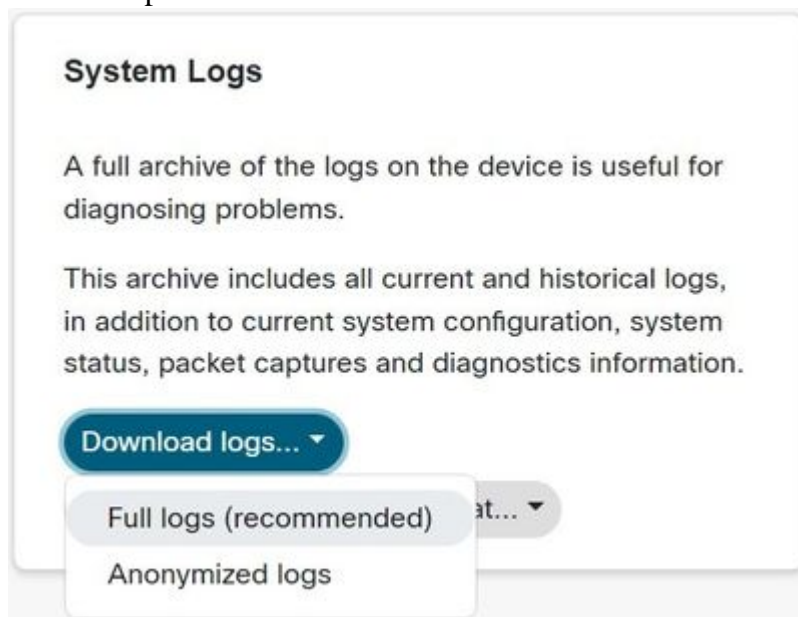 System Logs
A full archive of the logs on the device is useful for
diagnosing problems.
This archive includes all current and historical logs,
in addition to current system configuration, system
status, packet captures and diagnostics information.
Download logs...
Full logs (recommended)
at...
Anonymized logs